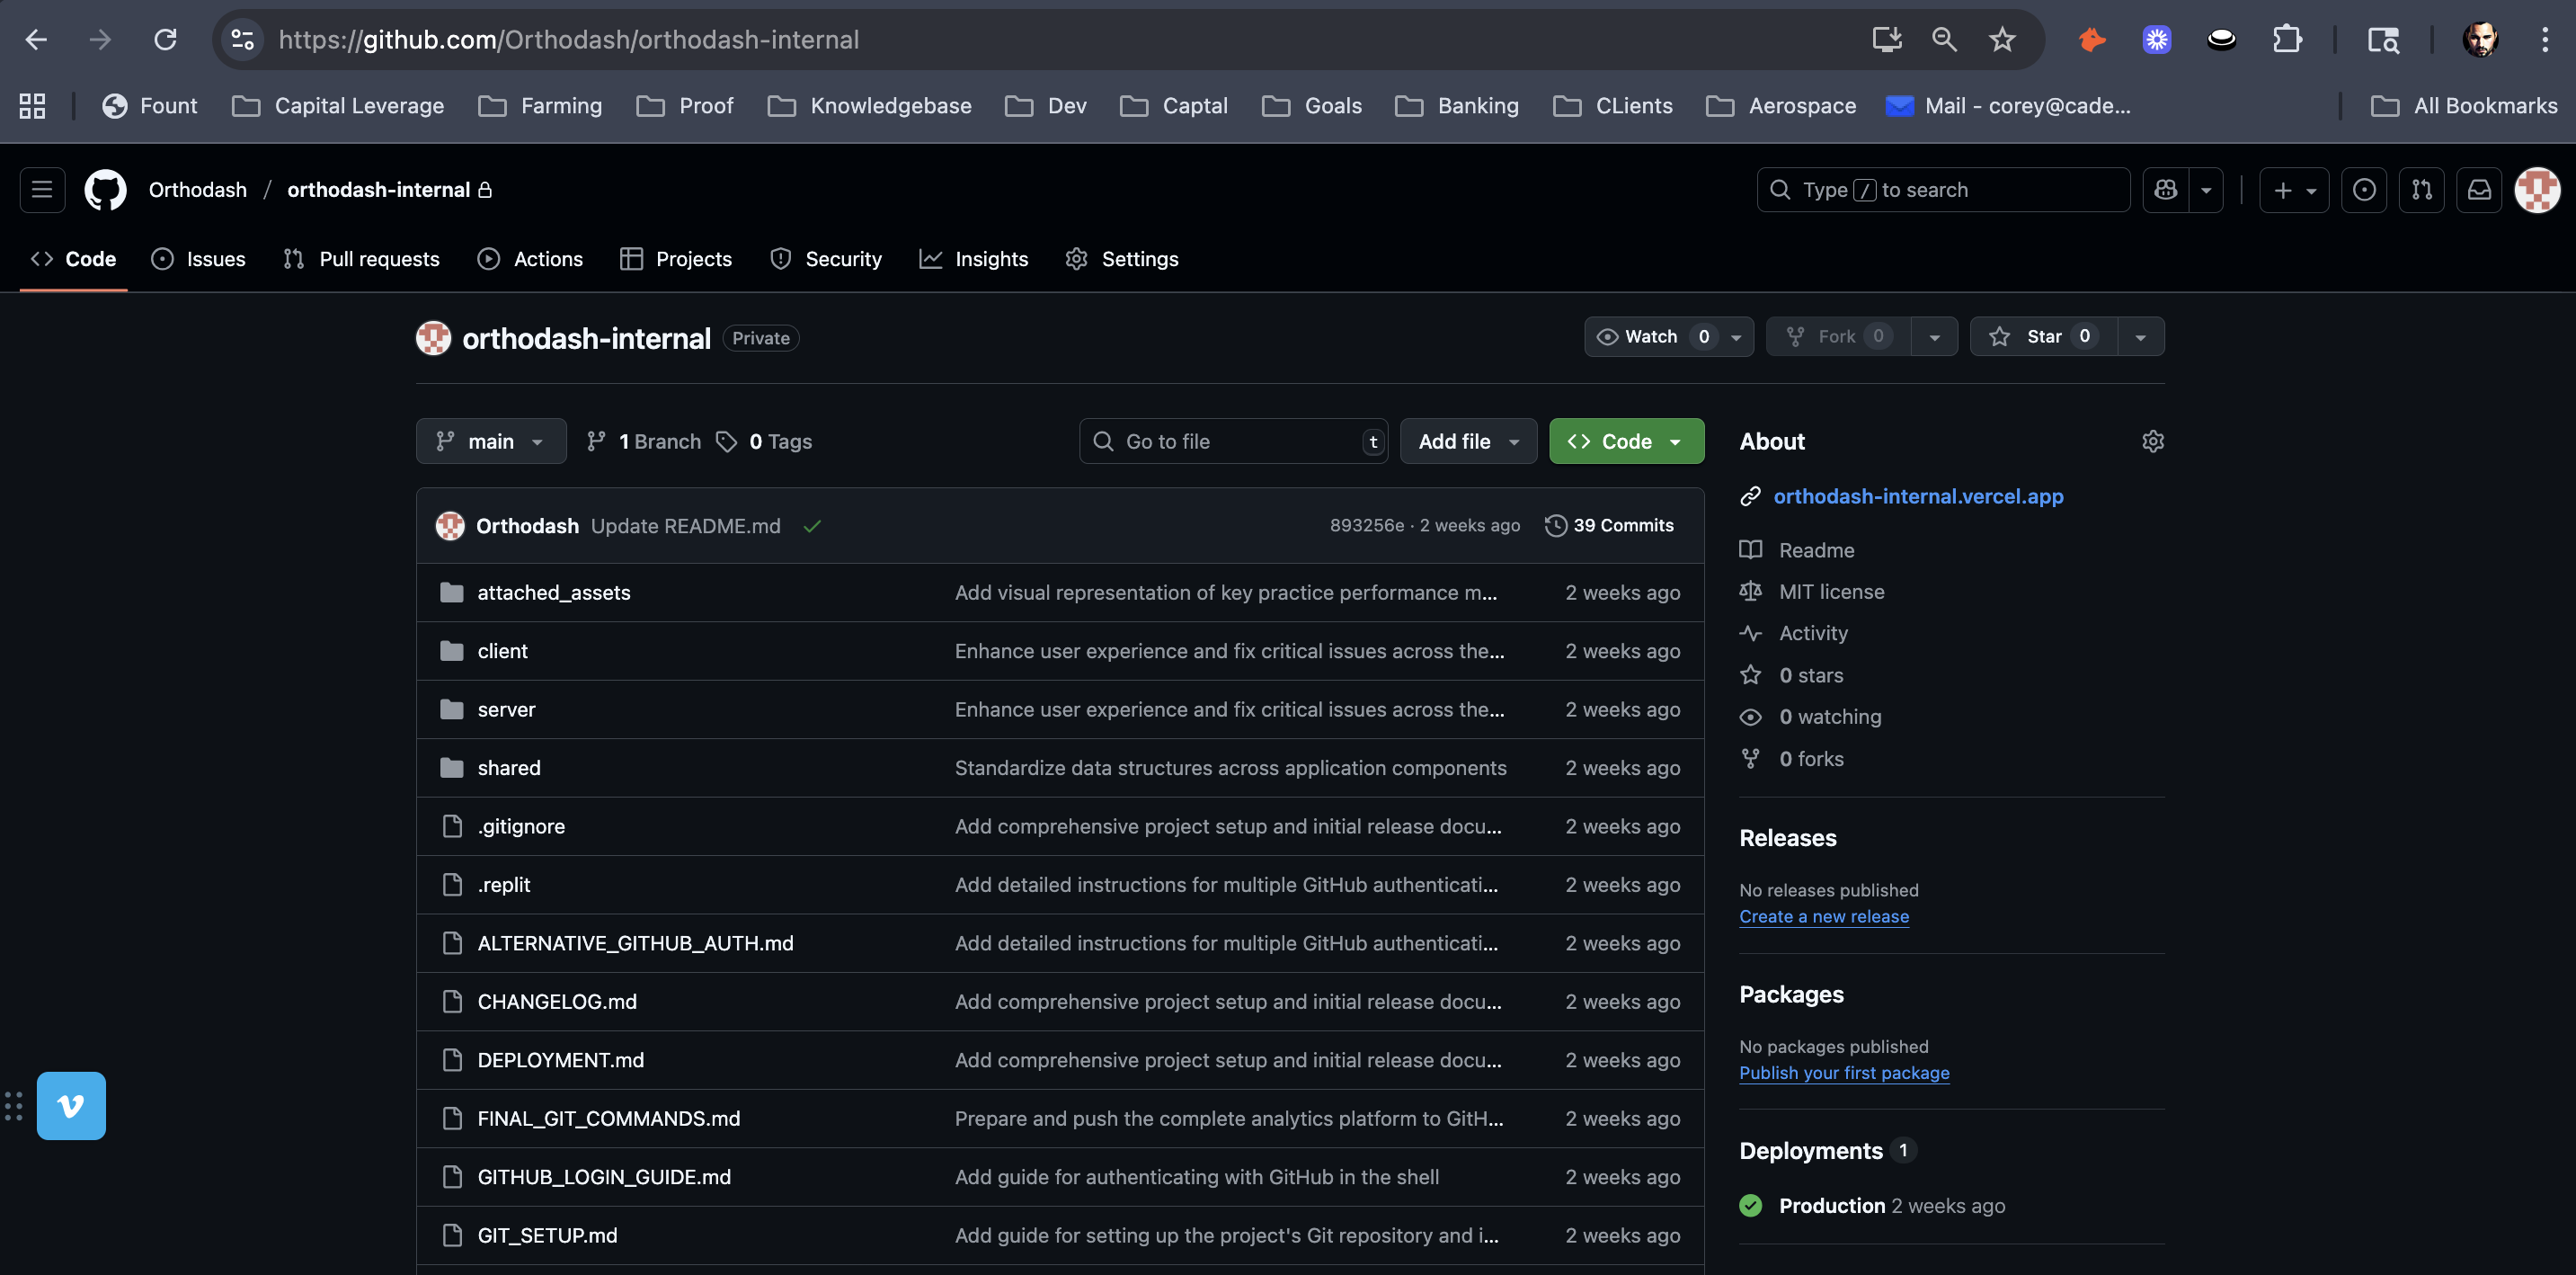 https://github.com/Orthodash/orthodash-internal
Fount Capital Leverage Farming Proof Knowledgebase Dev Captal Goals Banking CLients Aerospace Mail - corey@cade... All Bookmarks
Orthodash / orthodash-internal Type / to search
Code Issues Pull requests Actions Projects Security Insights Settings
orthodash-internal Private Watch 0 Fork 0 Star 0
main 1 Branch 0 Tags Go to file t Add file Code
Orthodash Update README.md 893256e · 2 weeks ago 39 Commits
attached_assets Add visual representation of key practice performance m... 2 weeks ago
client Enhance user experience and fix critical issues across the... 2 weeks ago
server Enhance user experience and fix critical issues across the... 2 weeks ago
shared Standardize data structures across application components 2 weeks ago
.gitignore Add comprehensive project setup and initial release docu... 2 weeks ago
.replit Add detailed instructions for multiple GitHub authenticati... 2 weeks ago
ALTERNATIVE_GITHUB_AUTH.md Add detailed instructions for multiple GitHub authenticati... 2 weeks ago
CHANGELOG.md Add comprehensive project setup and initial release docu... 2 weeks ago
DEPLOYMENT.md Add comprehensive project setup and initial release docu... 2 weeks ago
FINAL_GIT_COMMANDS.md Prepare and push the complete analytics platform to GitH... 2 weeks ago
GITHUB_LOGIN_GUIDE.md Add guide for authenticating with GitHub in the shell 2 weeks ago
GIT_SETUP.md Add guide for setting up the project's Git repository and i... 2 weeks ago
About
orthodash-internal.vercel.app
Readme
MIT license
Activity
0 stars
0 watching
0 forks
Releases
No releases published
Create a new release
Packages
No packages published
Publish your first package
Deployments 1
Production 2 weeks ago